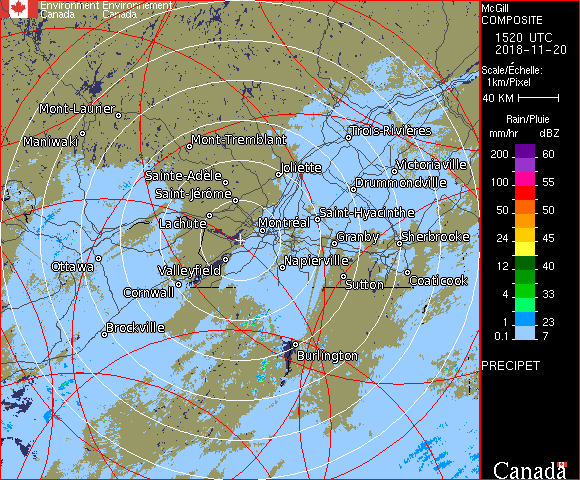 Environment Environnement
Canada Canada
McGill
COMPOSITE
1520 UTC
2018-11-20
Scale/Échelle:
1km/Pixel
40 KM
Rain/Pluie
mm/hr dBZ
200 60
100 55
50 50
24 45
12 40
4 33
1 23
0.1 7
PRECIPET
Canada
Mont-Laurier
Maniwaki
Mont-Tremblant
Trois-Rivières
Sainte-Adèle
Joliette
Victoriaville
Saint-Jérôme
Drummondville
Lachute
Montréal
Saint-Hyacinthe
Granby
Sherbrooke
Ottawa
Valleyfield
Napierville
Cornwall
Sutton
Coaticook
Brockville
Burlington